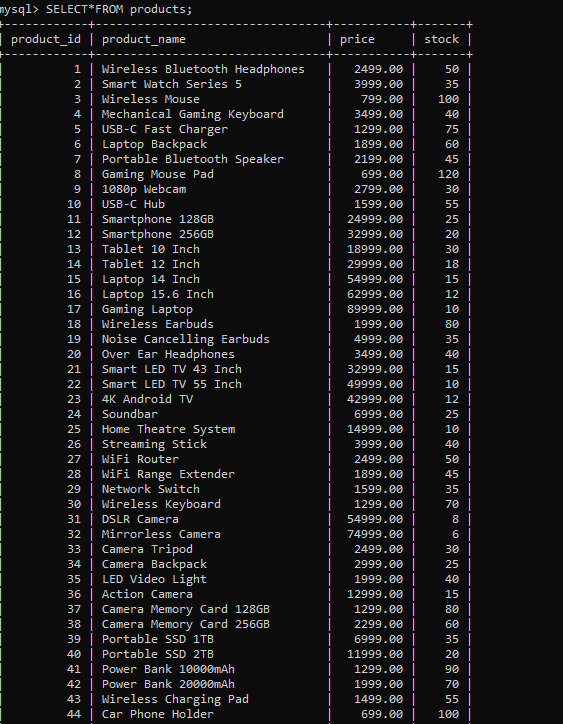 mysql> SELECT*FROM products;
+------------+-------------------------------+----------+-------+
| product_id | product_name | price | stock |
+------------+-------------------------------+----------+-------+
| 1 | Wireless Bluetooth Headphones | 2499.00 | 50 |
| 2 | Smart Watch Series 5 | 3999.00 | 35 |
| 3 | Wireless Mouse | 799.00 | 100 |
| 4 | Mechanical Gaming Keyboard | 3499.00 | 40 |
| 5 | USB-C Fast Charger | 1299.00 | 75 |
| 6 | Laptop Backpack | 1899.00 | 60 |
| 7 | Portable Bluetooth Speaker | 2199.00 | 45 |
| 8 | Gaming Mouse Pad | 699.00 | 120 |
| 9 | 1080p Webcam | 2799.00 | 30 |
| 10 | USB-C Hub | 1599.00 | 55 |
| 11 | Smartphone 128GB | 24999.00 | 25 |
| 12 | Smartphone 256GB | 32999.00 | 20 |
| 13 | Tablet 10 Inch | 18999.00 | 30 |
| 14 | Tablet 12 Inch | 29999.00 | 18 |
| 15 | Laptop 14 Inch | 54999.00 | 15 |
| 16 | Laptop 15.6 Inch | 62999.00 | 12 |
| 17 | Gaming Laptop | 89999.00 | 10 |
| 18 | Wireless Earbuds | 1999.00 | 80 |
| 19 | Noise Cancelling Earbuds | 4999.00 | 35 |
| 20 | Over Ear Headphones | 3499.00 | 40 |
| 21 | Smart LED TV 43 Inch | 32999.00 | 15 |
| 22 | Smart LED TV 55 Inch | 49999.00 | 10 |
| 23 | 4K Android TV | 42999.00 | 12 |
| 24 | Soundbar | 6999.00 | 25 |
| 25 | Home Theatre System | 14999.00 | 10 |
| 26 | Streaming Stick | 3999.00 | 40 |
| 27 | WiFi Router | 2499.00 | 50 |
| 28 | WiFi Range Extender | 1899.00 | 45 |
| 29 | Network Switch | 1599.00 | 35 |
| 30 | Wireless Keyboard | 1299.00 | 70 |
| 31 | DSLR Camera | 54999.00 | 8 |
| 32 | Mirrorless Camera | 74999.00 | 6 |
| 33 | Camera Tripod | 2499.00 | 30 |
| 34 | Camera Backpack | 2999.00 | 25 |
| 35 | LED Video Light | 1999.00 | 40 |
| 36 | Action Camera | 12999.00 | 15 |
| 37 | Camera Memory Card 128GB | 1299.00 | 80 |
| 38 | Camera Memory Card 256GB | 2299.00 | 60 |
| 39 | Portable SSD 1TB | 6999.00 | 35 |
| 40 | Portable SSD 2TB | 11999.00 | 20 |
| 41 | Power Bank 10000mAh | 1299.00 | 90 |
| 42 | Power Bank 20000mAh | 1999.00 | 70 |
| 43 | Wireless Charging Pad | 1499.00 | 55 |
| 44 | Car Phone Holder | 699.00 | 100 |